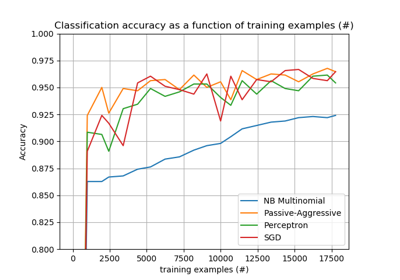 Classification accuracy as a function of training examples (#)
1.000
0.975
0.950
0.925
0.900
0.875
0.850
0.825
0.800
Accuracy
NB Multinomial
Passive-Aggressive
Perceptron
SGD
0 2500 5000 7500 10000 12500 15000 17500
training examples (#)